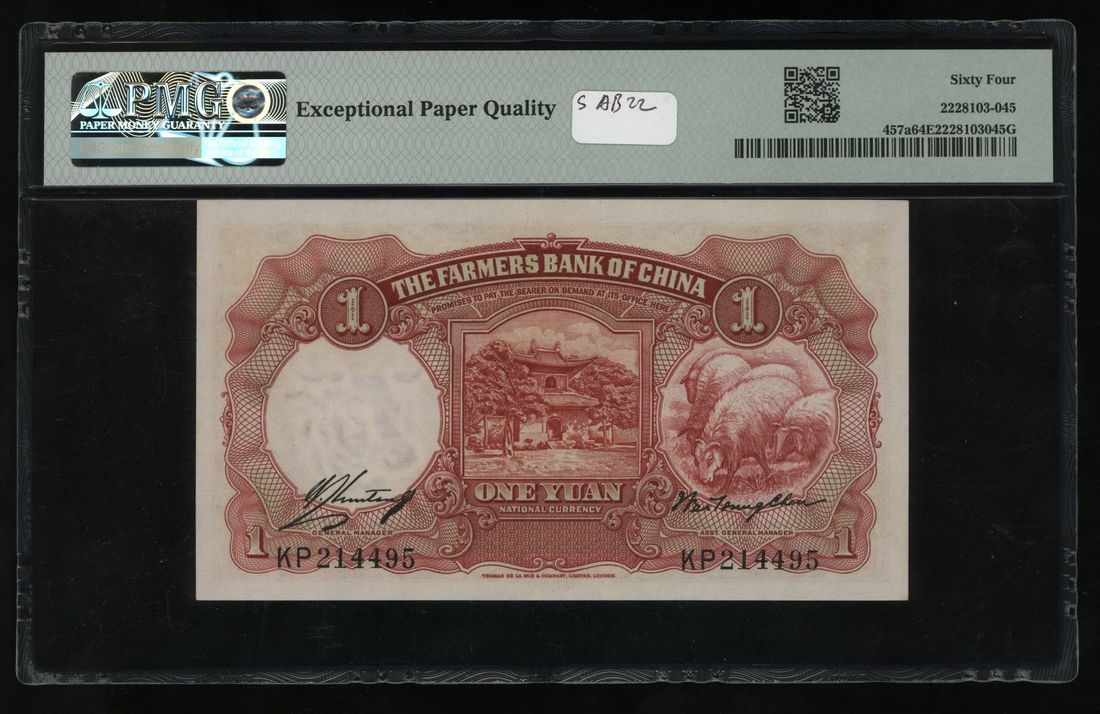 PMG
PAPER MONEY GUARANTY
Exceptional Paper Quality
S AB22
Sixty Four
2228103-045
457a64E2228103045G
THE FARMERS BANK OF CHINA
PROMISES TO PAY THE BEARER ON DEMAND AT ITS OFFICE HERE
1
1
ONE YUAN
NATIONAL CURRENCY
GENERAL MANAGER
ASST GENERAL MANAGER
1
1
KP214495
KP214495
THOMAS DE LA RUE & COMPANY, LIMITED, LONDON.